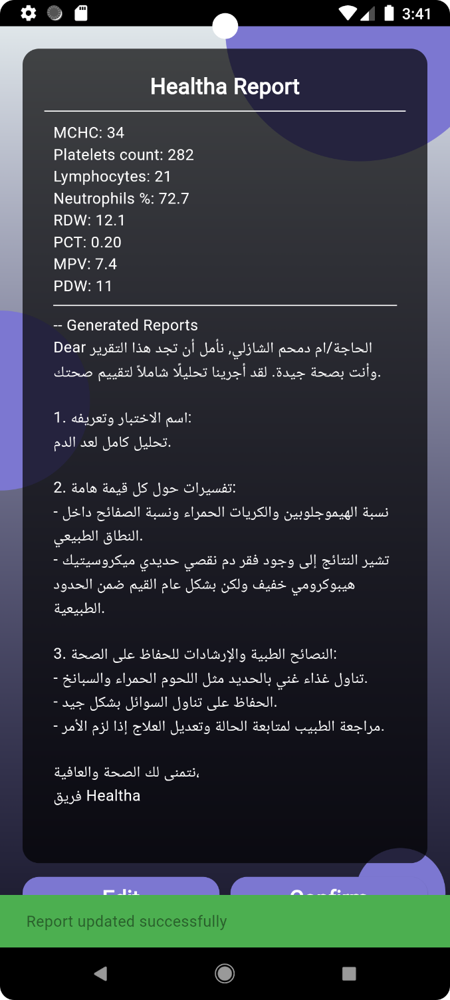 3:41
Healtha Report
MCHC: 34
Platelets count: 282
Lymphocytes: 21
Neutrophils %: 72.7
RDW: 12.1
PCT: 0.20
MPV: 7.4
PDW: 11
-- Generated Reports
Dear الحاجة/ام دمحم الشازلي, نأمل أن تجد هذا التقرير
وأنت بصحة جيدة. لقد أجرينا تحليلًا شاملاً لتقييم صحتك.
1. اسم الاختبار وتعريفه:
تحليل كامل لعد الدم.
2. تفسيرات حول كل قيمة هامة:
- نسبة الهيموجلوبين والكريات الحمراء ونسبة الصفائح داخل
النطاق الطبيعي.
- تشير النتائج إلى وجود فقر دم نقصي حديدي ميكروسيتيك
هيبوكرومي خفيف ولكن بشكل عام القيم ضمن الحدود
الطبيعية.
3. النصائح الطبية والإرشادات للحفاظ على الصحة:
- تناول غذاء غني بالحديد مثل اللحوم الحمراء والسبانخ.
- الحفاظ على تناول السوائل بشكل جيد.
- مراجعة الطبيب لمتابعة الحالة وتعديل العلاج إذا لزم الأمر.
نتمنى لك الصحة والعافية،
فريق Healtha
Edit
Confirm
Report updated successfully